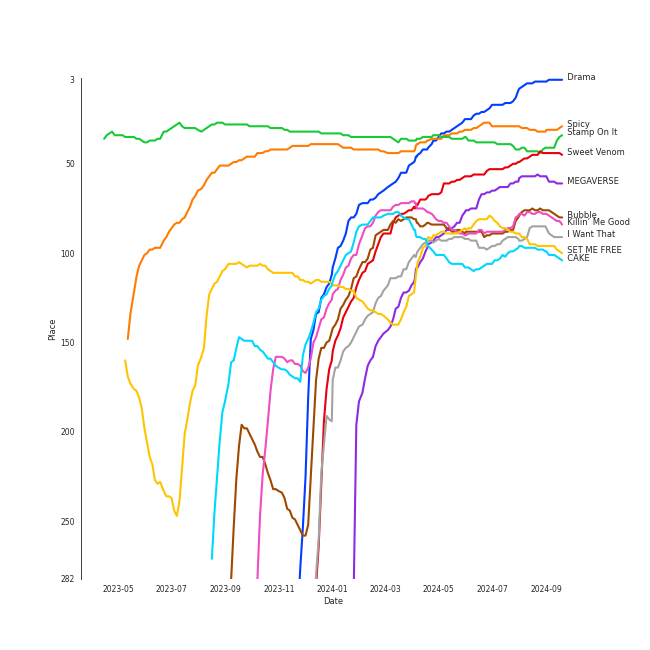 3
50
100
150
200
250
282
Place
2023-05
2023-07
2023-09
2023-11
2024-01
2024-03
2024-05
2024-07
2024-09
Date
Drama
Spicy
Stamp On It
Sweet Venom
MEGAVERSE
Bubble
Killin' Me Good
I Want That
SET ME FREE
CAKE